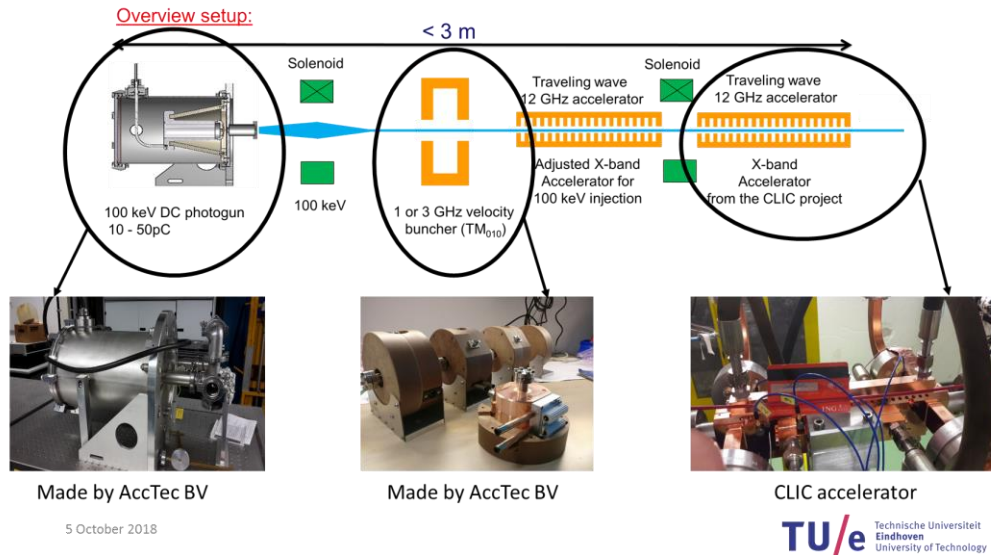 Overview setup:
< 3 m
Solenoid
100 keV
Traveling wave
12 GHz accelerator
Solenoid
Traveling wave
12 GHz accelerator
100 keV DC photogun
10 - 50pC
1 or 3 GHz velocity
buncher (TM₀₁₀)
Adjusted X-band
Accelerator for
100 keV injection
X-band
Accelerator
from the CLIC project
Made by AccTec BV
Made by AccTec BV
CLIC accelerator
5 October 2018
TU/e
Technische Universiteit
Eindhoven
University of Technology